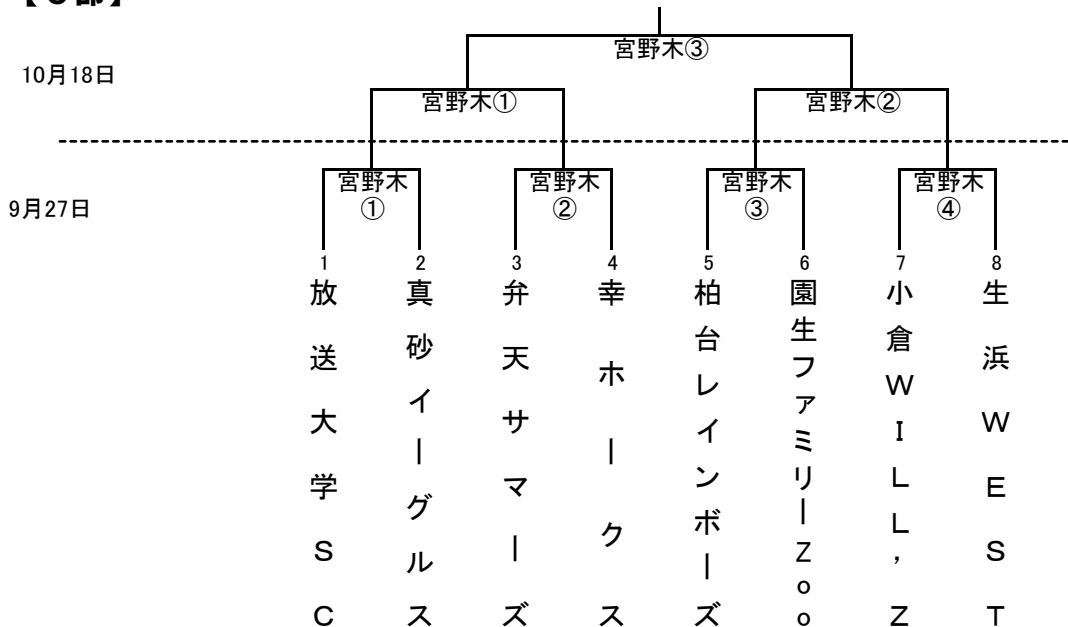 宮野木③
10月18日
宮野木①
宮野木②
宮野木
①
宮野木
②
宮野木
③
宮野木
④
9月27日
1
2
3
4
5
6
7
8
放送大学SC
真砂イーグルス
弁天サマーズ
幸ホークス
柏台レインボーズ
園生ファミリーZoo
小倉WILL’Z
生浜WEST